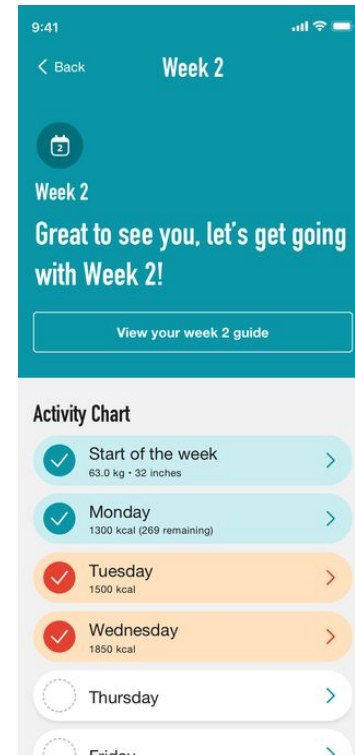 9:41
Back
Week 2
2
Week 2
Great to see you, let's get going
with Week 2!
View your week 2 guide
Activity Chart
Start of the week
63.0 kg • 32 inches
Monday
1300 kcal (269 remaining)
Tuesday
1500 kcal
Wednesday
1850 kcal
Thursday
Friday